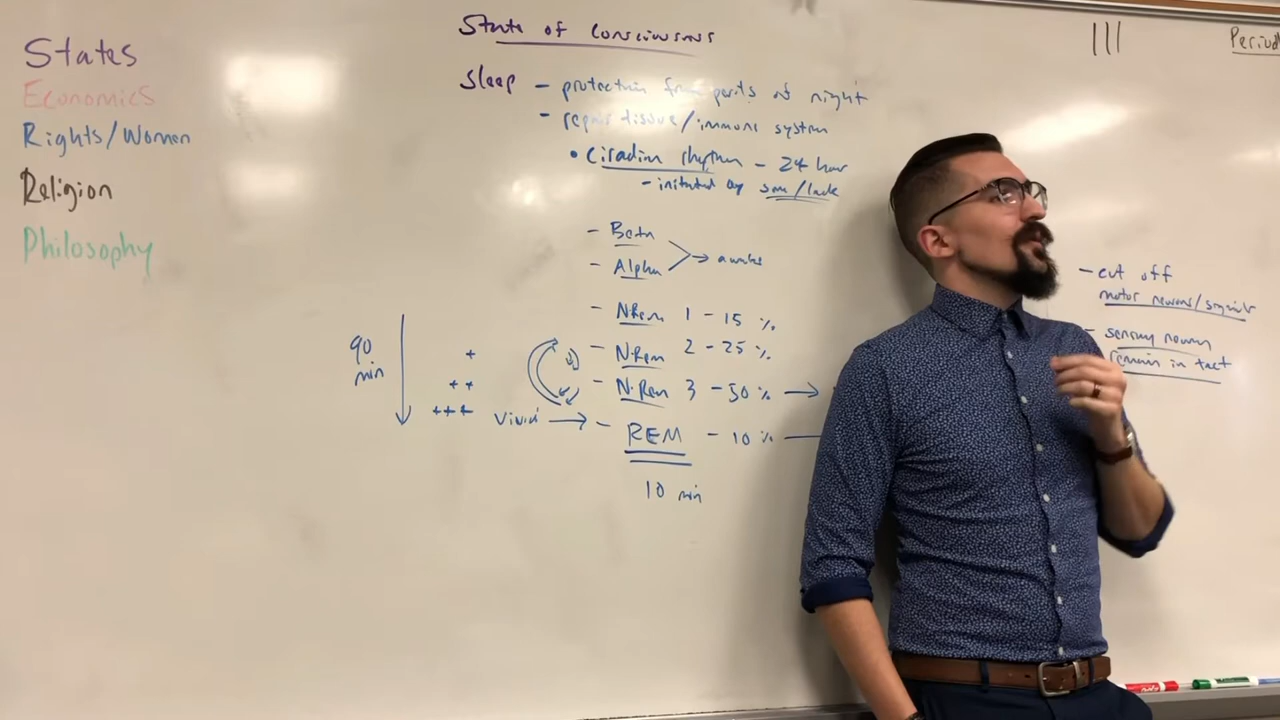 States
Economics
Rights/Women
Religion
Philosophy
State of Consciousness
Sleep - protection from perils of night
- repair tissue/immune system
• Ciradian rhythm - 24 hour
- initiated by sun/lack
- Beta
- Alpha → awake
- NRem 1 - 15 %
- NRem 2 - 25 %
- N.Rem 3 - 50 % →
Vivid → - REM - 10 %
10 min
90
min
+
++
+++
- cut off
motor neurons/signals
- sensory neurons
remain in tact
|||
Period